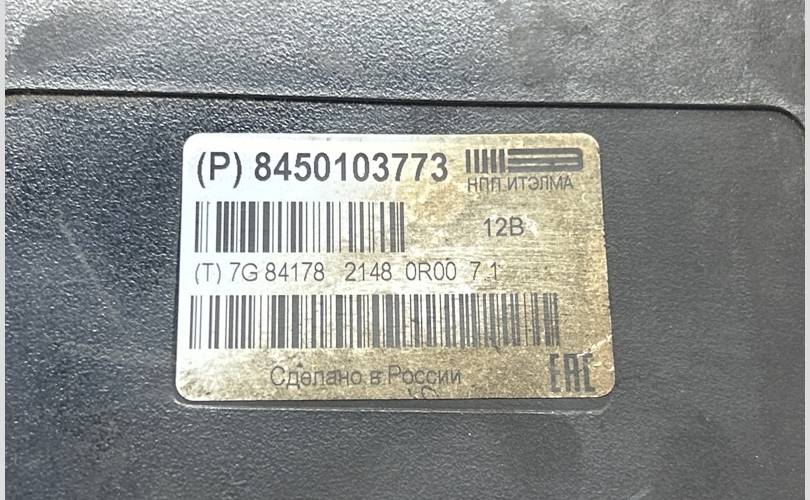 (P) 8450103773
НПП ИТЭЛМА
12В
(T) 7G 84178 2148 0R00 7 1
Сделано в России
EAC